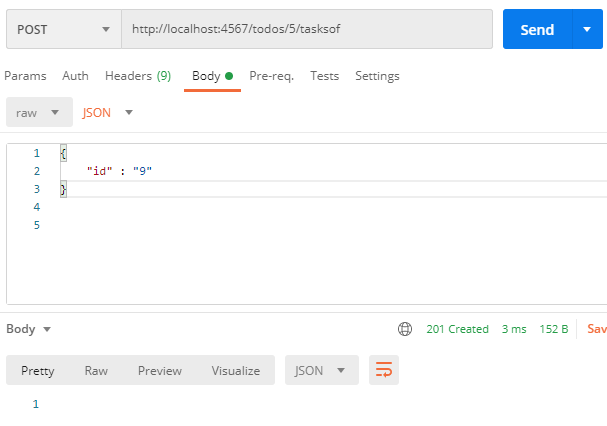 POST http://localhost:4567/todos/5/tasksof Send
Params Auth Headers (9) Body Pre-req. Tests Settings
raw JSON
1 {
2 "id" : "9"
3 }
4
5
Body 201 Created 3 ms 152 B Sav
Pretty Raw Preview Visualize JSON
1